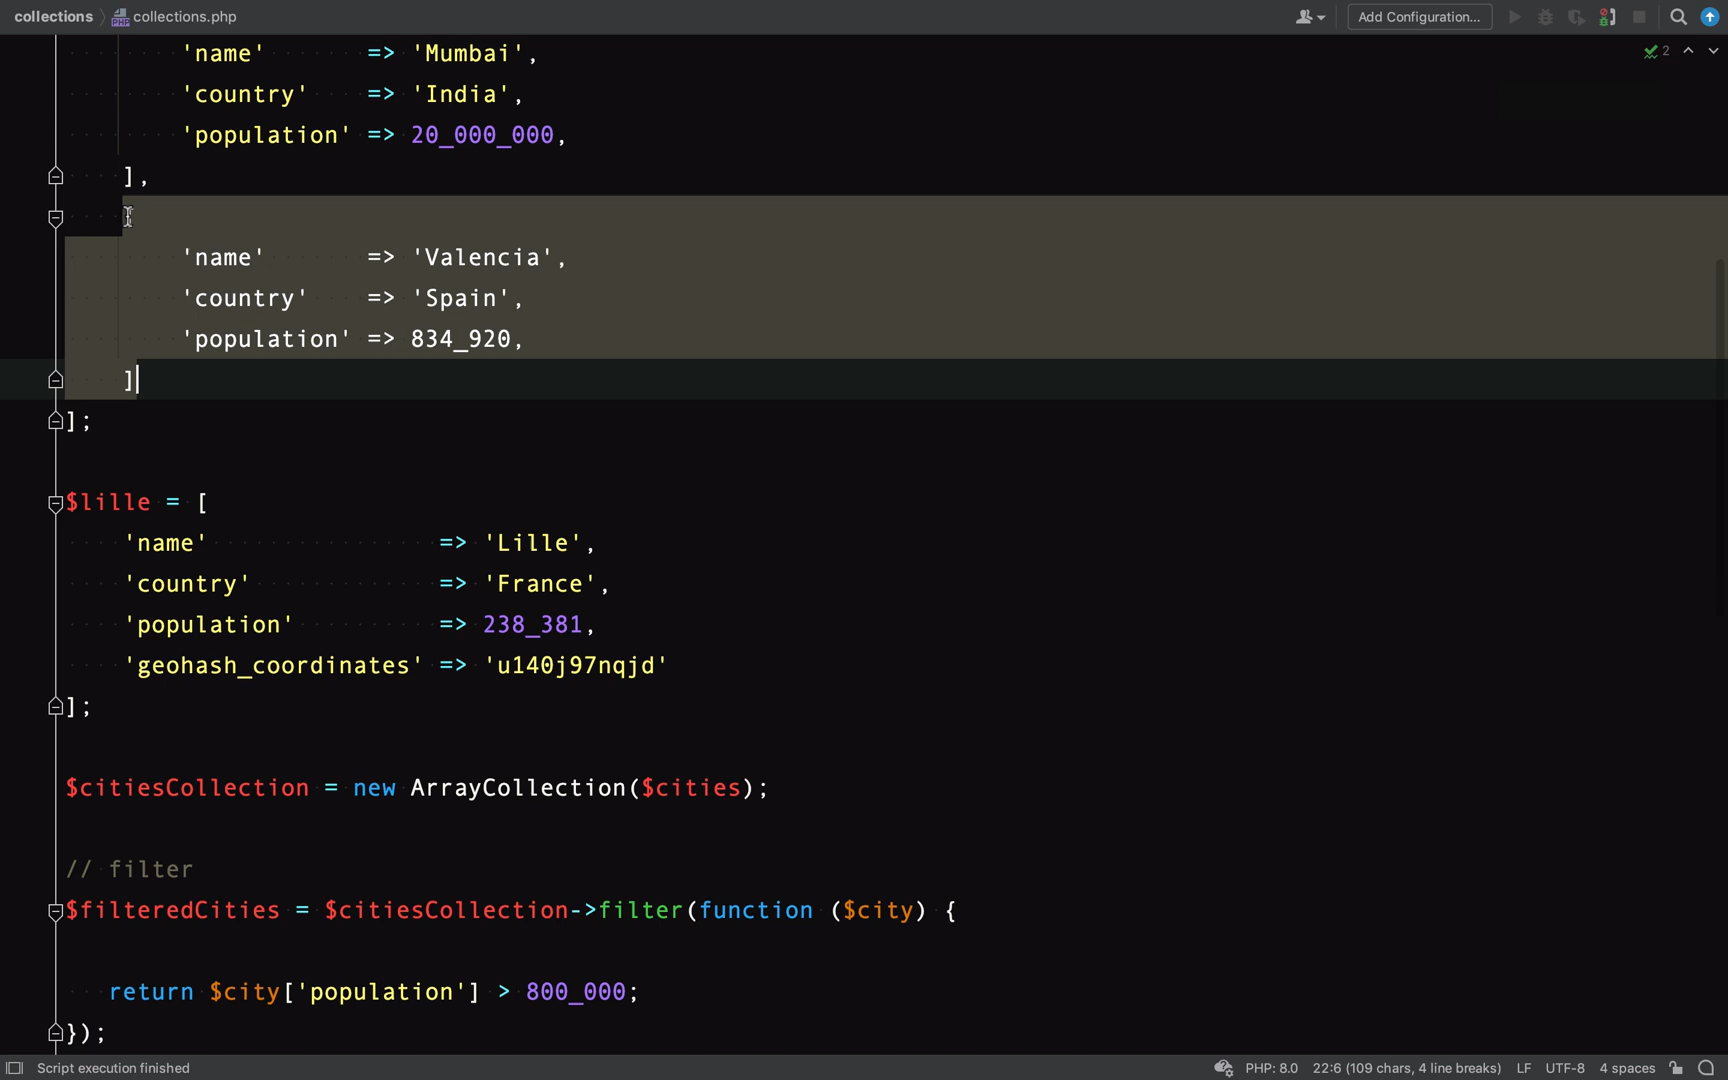 collections collections.php Add Configuration...
'name' => 'Mumbai', 2
'country' => 'India',
'population' => 20_000_000,
],
[
'name' => 'Valencia',
'country' => 'Spain',
'population' => 834_920,
]
];
$lille = [
'name' => 'Lille',
'country' => 'France',
'population' => 238_381,
'geohash_coordinates' => 'u140j97nqjd'
];
$citiesCollection = new ArrayCollection($cities);
// filter
$filteredCities = $citiesCollection->filter(function ($city) {
return $city['population'] > 800_000;
});
Script execution finished PHP: 8.0 22:6 (109 chars, 4 line breaks) LF UTF-8 4 spaces